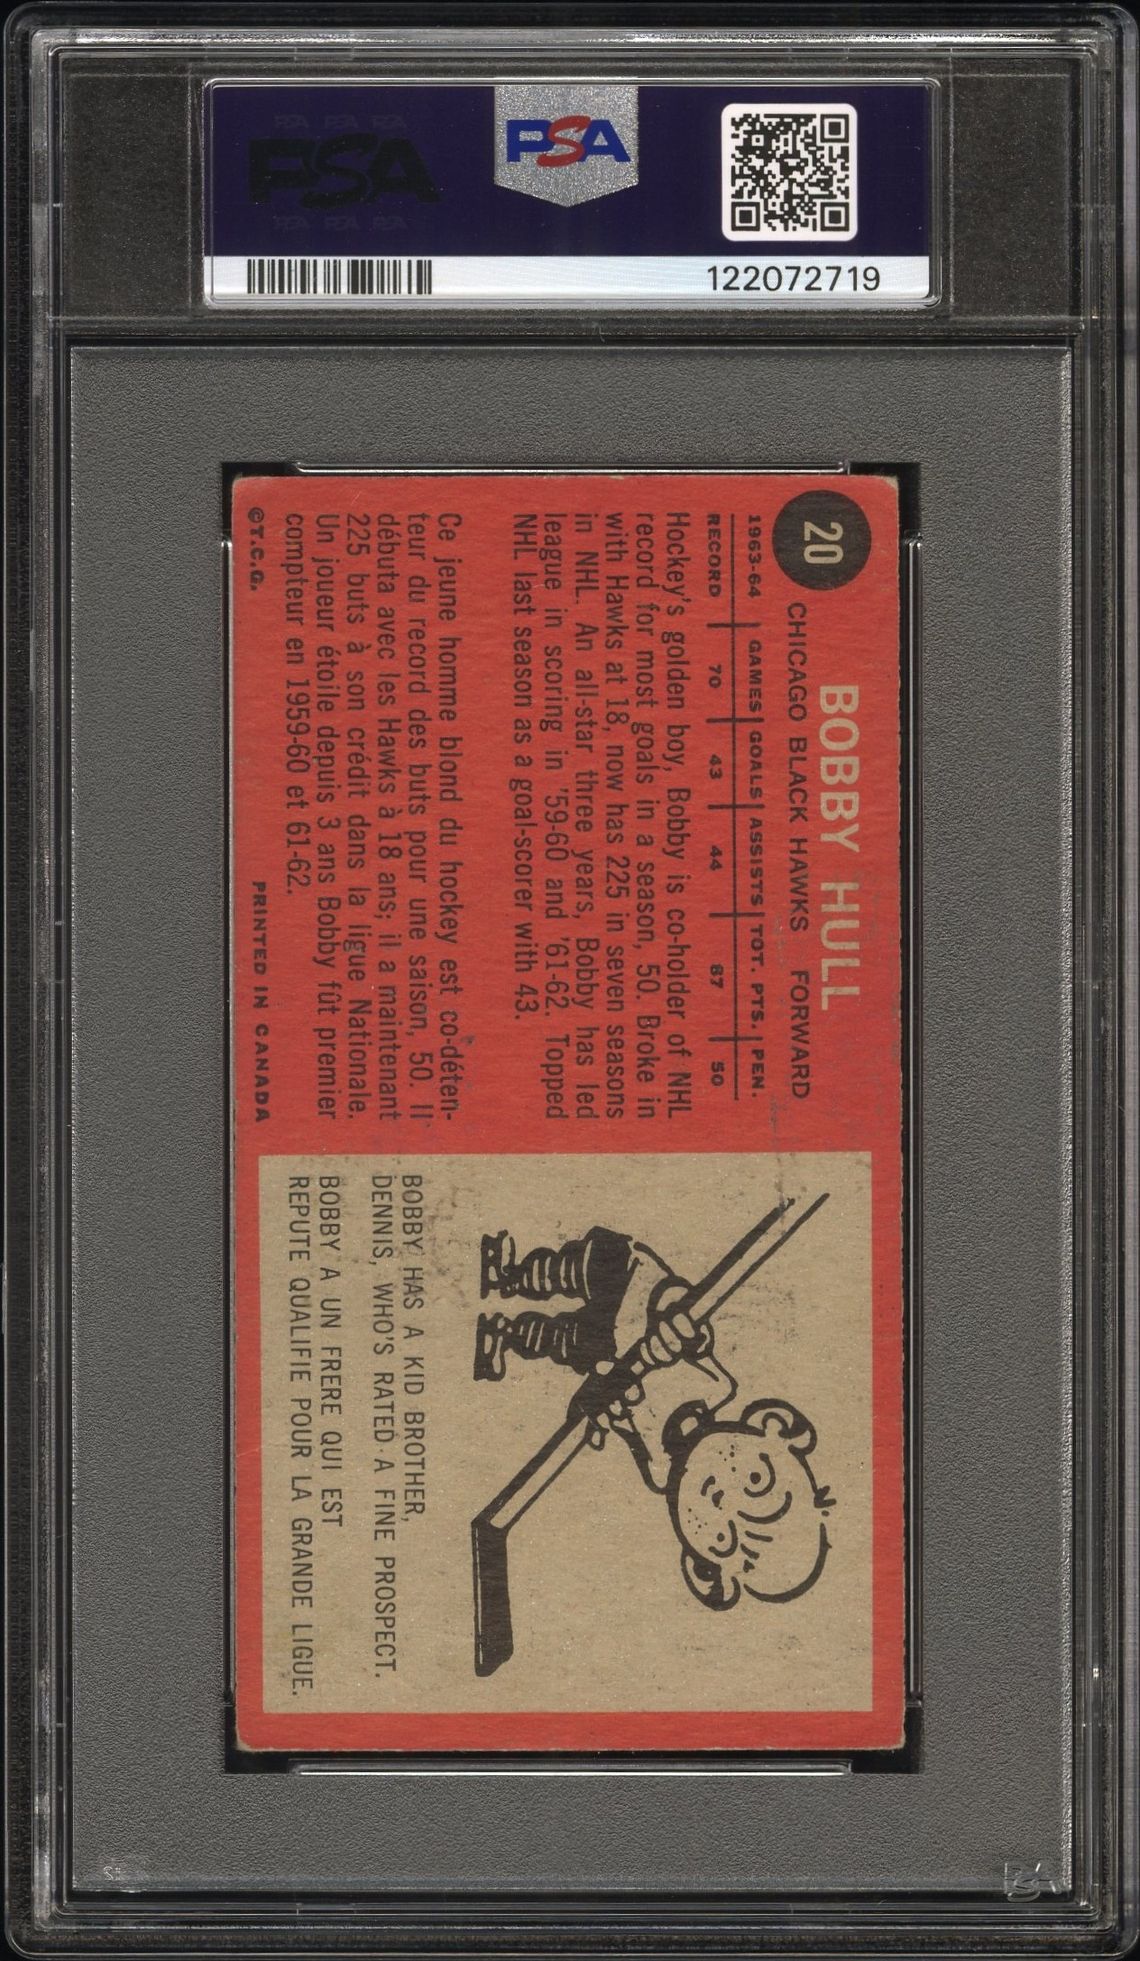 PSA PSA PSA
PSA
PSA PSA PSA
PSA
122072719
20
BOBBY HULL
CHICAGO BLACK HAWKS FORWARD
1963-64 GAMES GOALS ASSISTS TOT. PTS. PEN.
RECORD 70 43 44 87 50
Hockey's golden boy, Bobby is co-holder of NHL
record for most goals in a season, 50. Broke in
with Hawks at 18, now has 225 in seven seasons
in NHL. An all-star three years, Bobby has led
league in scoring in '59-60 and '61-62. Topped
NHL last season as a goal-scorer with 43.
Ce jeune homme blond du hockey est co-déten-
teur du record des buts pour une saison, 50. Il
débuta avec les Hawks à 18 ans; il a maintenant
225 buts à son crédit dans la ligue Nationale.
Un joueur étoile depuis 3 ans Bobby fût premier
compteur en 1959-60 et 61-62.
©T.C.G. PRINTED IN CANADA
BOBBY HAS A KID BROTHER,
DENNIS, WHO'S RATED A FINE PROSPECT.
BOBBY A UN FRERE QUI EST
REPUTE QUALIFIE POUR LA GRANDE LIGUE.
PSA